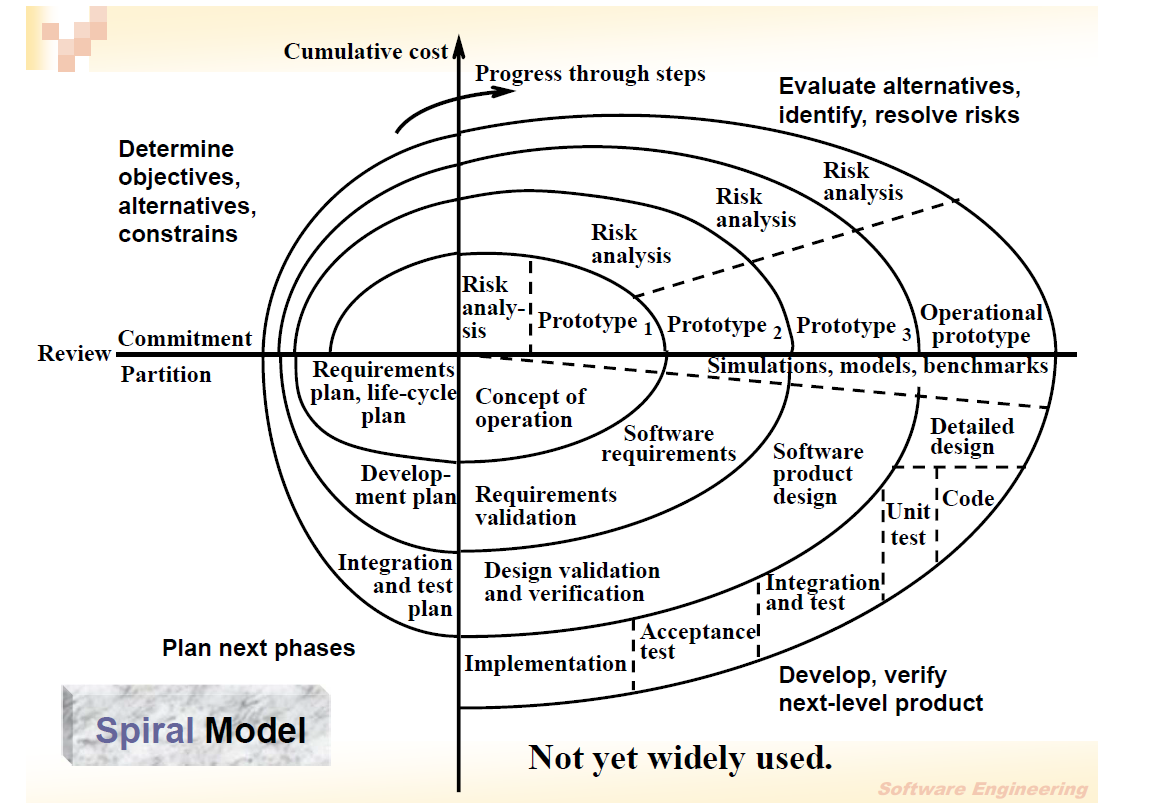 Cumulative cost
Progress through steps
Evaluate alternatives,
identify, resolve risks
Determine
objectives,
alternatives,
constrains
Risk
analysis
Risk
analysis
Risk
analysis
Risk
analy-
sis
Prototype 1
Prototype 2
Prototype 3
Operational
prototype
Review
Commitment
Partition
Simulations, models, benchmarks
Requirements
plan, life-cycle
plan
Concept of
operation
Software
requirements
Software
product
design
Detailed
design
Develop-
ment plan
Requirements
validation
Unit
test
Code
Integration
and test
plan
Design validation
and verification
Integration
and test
Acceptance
test
Implementation
Plan next phases
Develop, verify
next-level product
Spiral Model
Not yet widely used.
Software Engineering